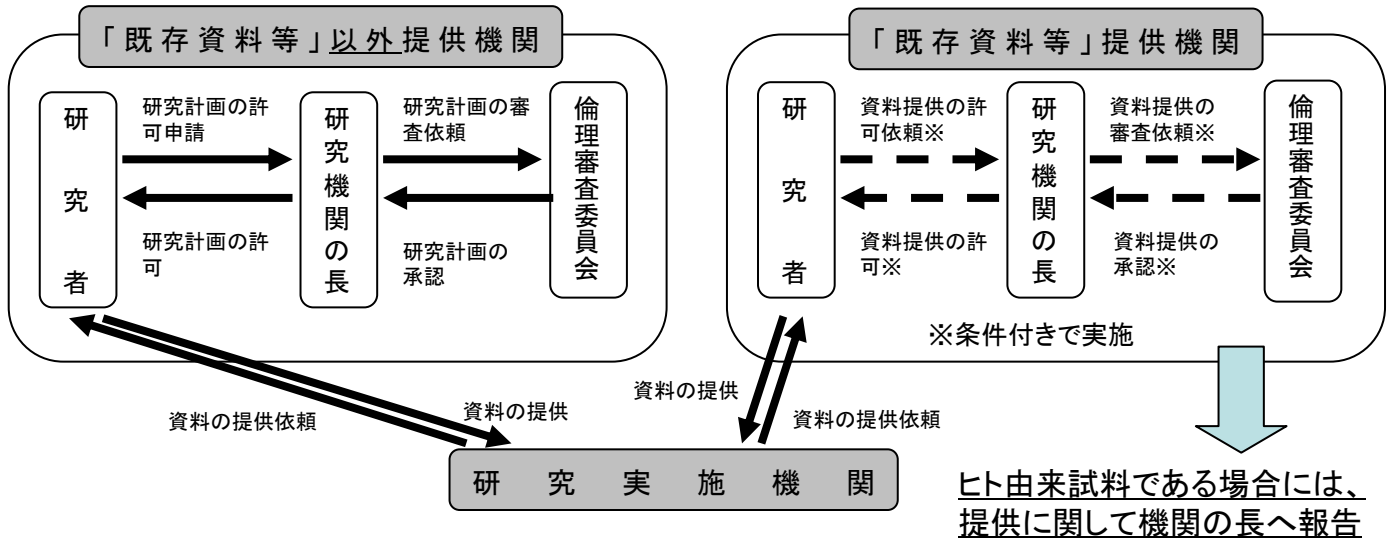 「既存資料等」以外提供機関
研究者
研究計画の許
可申請
研究計画の許
可
研究機関の長
研究計画の審
査依頼
研究計画の
承認
倫理審査委員会
「既存資料等」提供機関
研究者
資料提供の許
可依頼※
資料提供の許
可※
研究機関の長
資料提供の
審査依頼※
資料提供の
承認※
倫理審査委員会
※条件付きで実施
資料の提供依頼
資料の提供
資料の提供
資料の提供依頼
研究実施機関
ヒト由来試料である場合には、
提供に関して機関の長へ報告